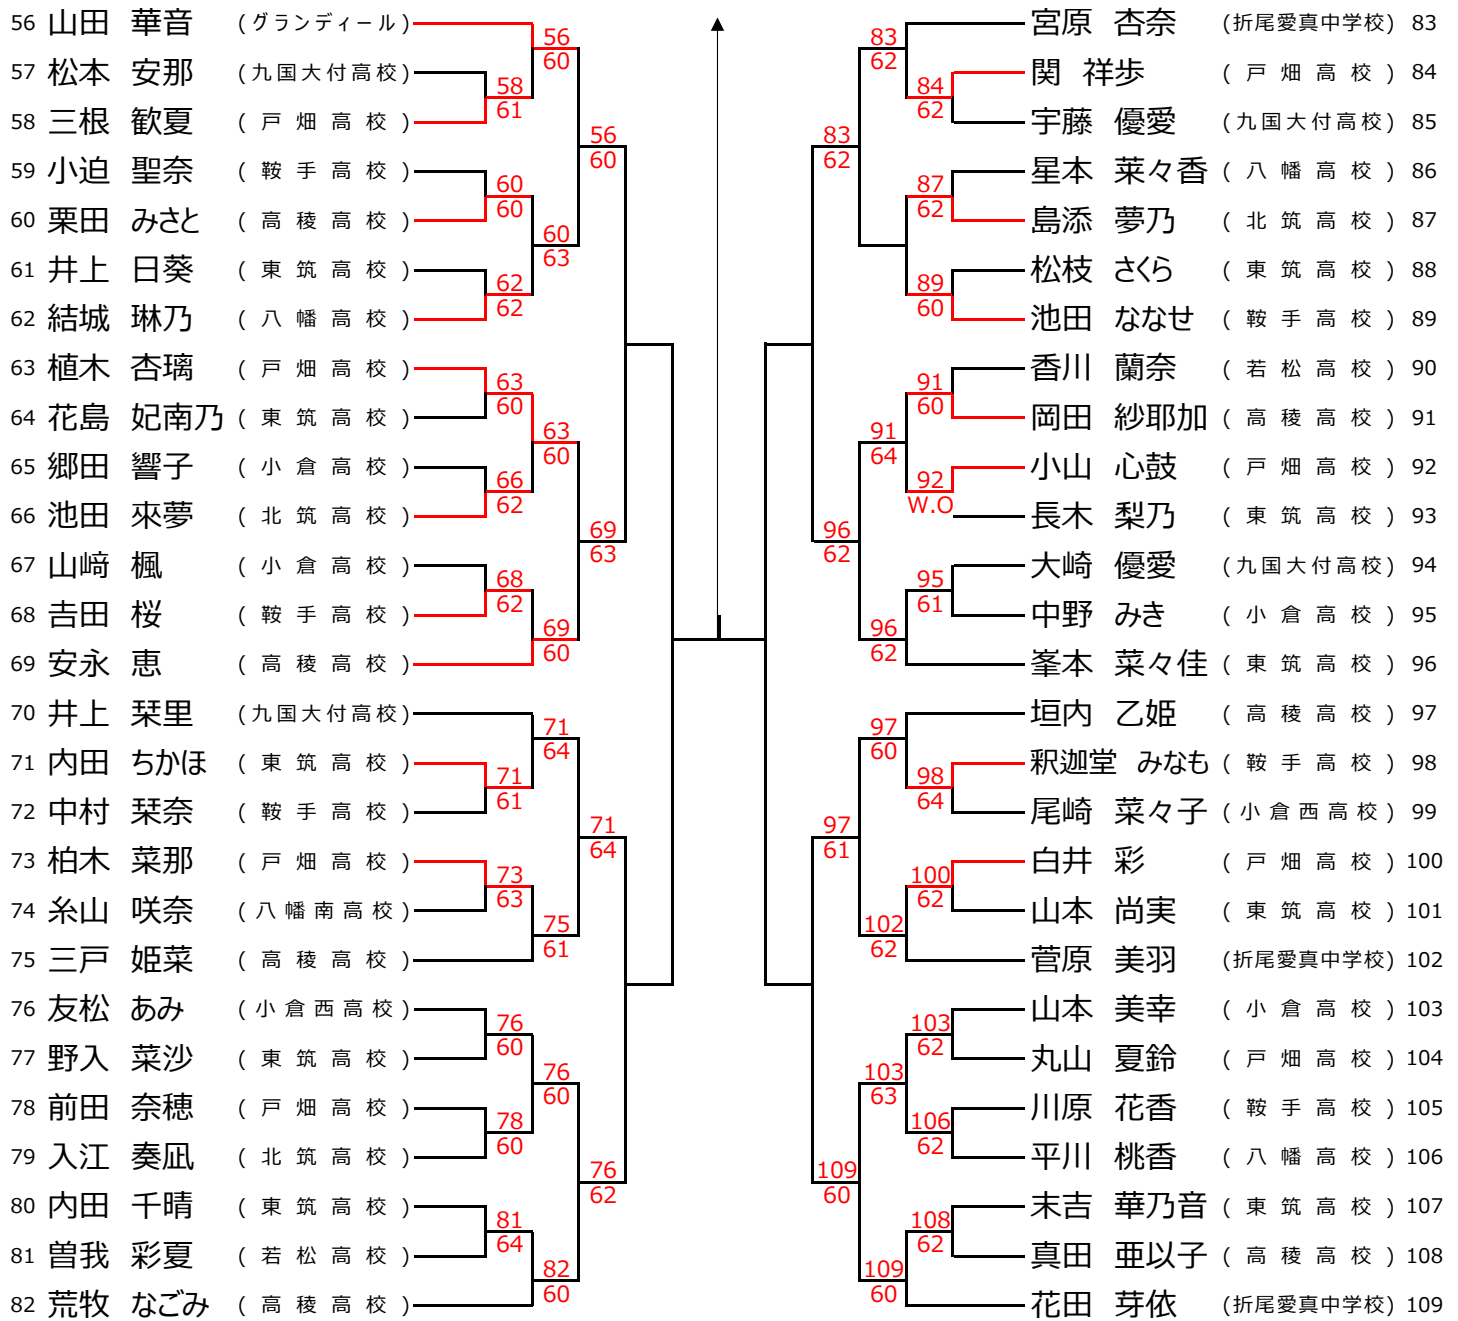 56 山田 華音 (グランディール)
57 松本 安那 (九国大付高校)
58 三根 歓夏 (戸畑高校)
59 小迫 聖奈 (鞍手高校)
60 栗田 みさと (高稜高校)
61 井上 日葵 (東筑高校)
62 結城 琳乃 (八幡高校)
63 植木 杏璃 (戸畑高校)
64 花島 妃南乃 (東筑高校)
65 郷田 響子 (小倉高校)
66 池田 來夢 (北筑高校)
67 山﨑 楓 (小倉高校)
68 吉田 桜 (鞍手高校)
69 安永 恵 (高稜高校)
70 井上 栞里 (九国大付高校)
71 内田 ちかほ (東筑高校)
72 中村 栞奈 (鞍手高校)
73 柏木 菜那 (戸畑高校)
74 糸山 咲奈 (八幡南高校)
75 三戸 姫菜 (高稜高校)
76 友松 あみ (小倉西高校)
77 野入 菜沙 (東筑高校)
78 前田 奈穂 (戸畑高校)
79 入江 奏凪 (北筑高校)
80 内田 千晴 (東筑高校)
81 曽我 彩夏 (若松高校)
82 荒牧 なごみ (高稜高校)
58
61
60
60
62
62
63
60
66
62
68
62
71
61
73
63
76
60
78
60
81
64
56
60
60
63
63
60
69
60
71
64
75
61
76
60
82
60
56
60
69
63
71
64
76
62
83
62
96
62
97
61
109
60
91
64
96
62
97
60
102
62
103
63
109
60
83
62
84
62
87
62
89
60
91
60
92
W.O
95
61
98
64
100
62
103
62
106
62
108
62
宮原 杏奈 (折尾愛真中学校) 83
関 祥歩 (戸畑高校) 84
宇藤 優愛 (九国大付高校) 85
星本 菜々香 (八幡高校) 86
島添 夢乃 (北筑高校) 87
松枝 さくら (東筑高校) 88
池田 ななせ (鞍手高校) 89
香川 蘭奈 (若松高校) 90
岡田 紗耶加 (高稜高校) 91
小山 心鼓 (戸畑高校) 92
長木 梨乃 (東筑高校) 93
大崎 優愛 (九国大付高校) 94
中野 みき (小倉高校) 95
峯本 菜々佳 (東筑高校) 96
垣内 乙姫 (高稜高校) 97
釈迦堂 みなも (鞍手高校) 98
尾崎 菜々子 (小倉西高校) 99
白井 彩 (戸畑高校) 100
山本 尚実 (東筑高校) 101
菅原 美羽 (折尾愛真中学校) 102
山本 美幸 (小倉高校) 103
丸山 夏鈴 (戸畑高校) 104
川原 花香 (鞍手高校) 105
平川 桃香 (八幡高校) 106
末吉 華乃音 (東筑高校) 107
真田 亜以子 (高稜高校) 108
花田 芽依 (折尾愛真中学校) 109